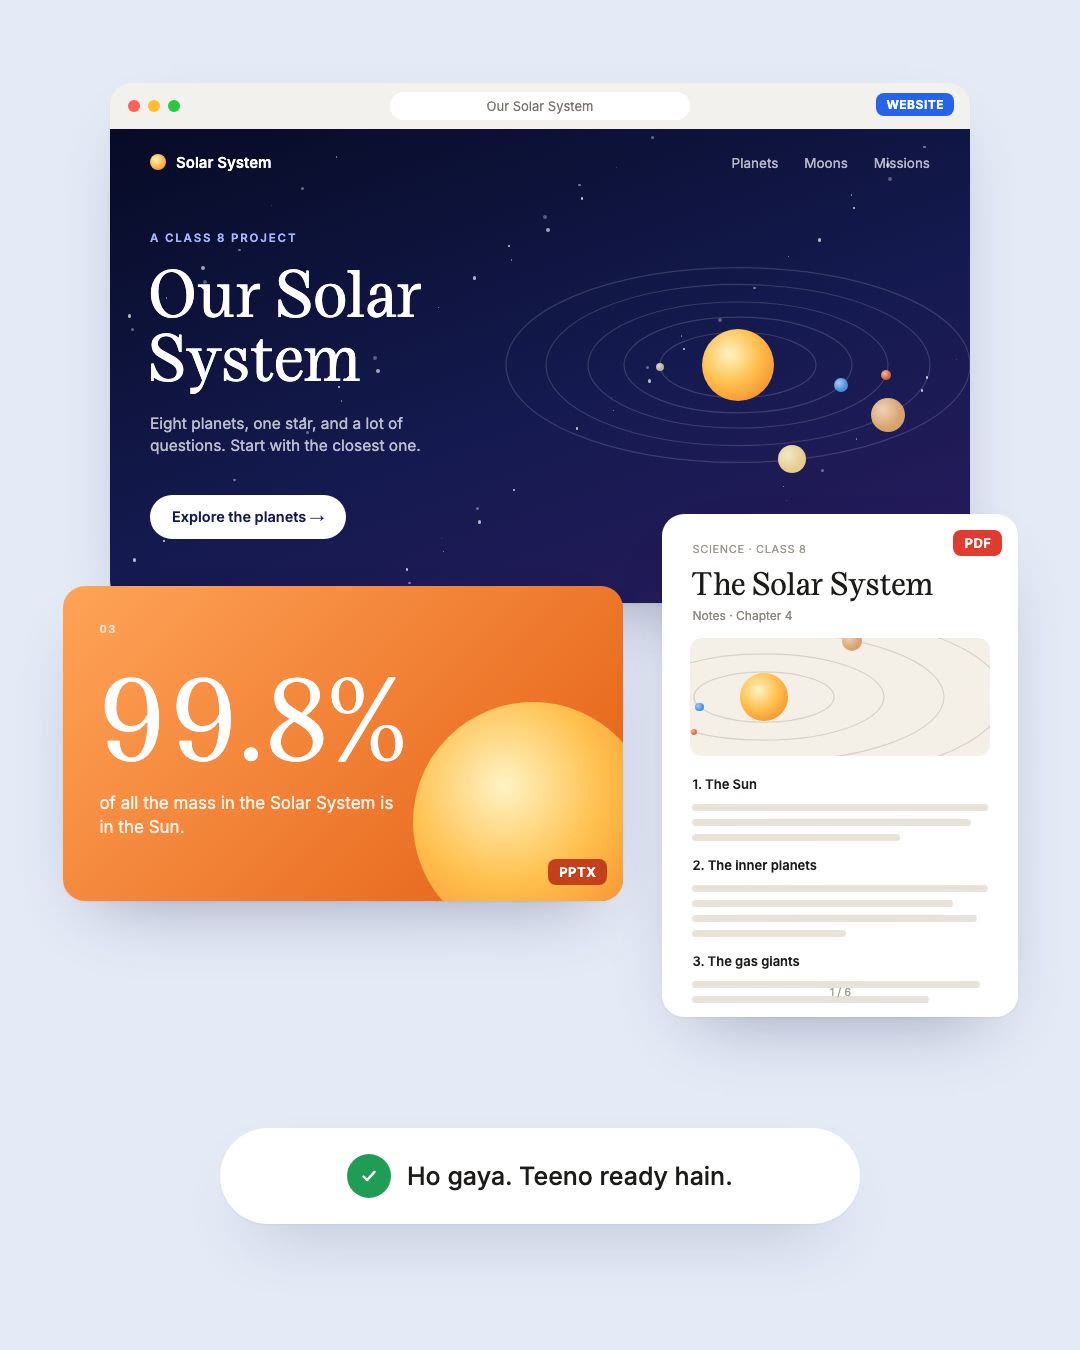 Our Solar System
WEBSITE
Solar System
Planets
Moons
Missions
A CLASS 8 PROJECT
Our Solar
System
Eight planets, one star, and a lot of
questions. Start with the closest one.
Explore the planets →
03
99.8%
of all the mass in the Solar System is
in the Sun.
PPTX
SCIENCE · CLASS 8
PDF
The Solar System
Notes · Chapter 4
1. The Sun
2. The inner planets
3. The gas giants
1 / 6
Ho gaya. Teeno ready hain.